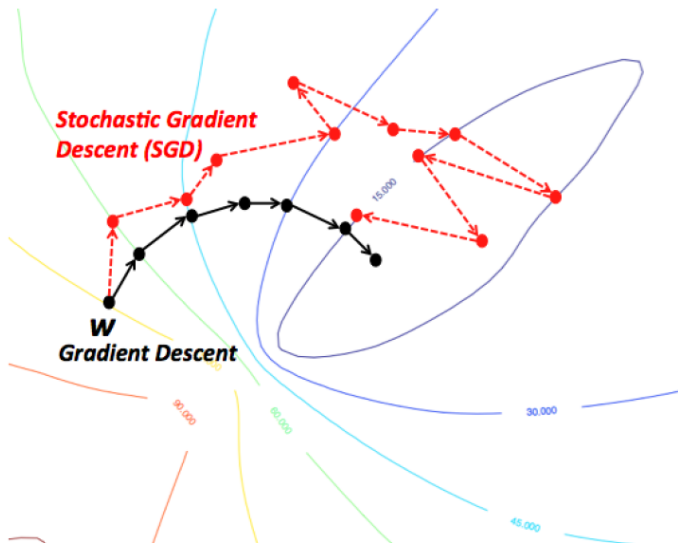 Stochastic Gradient
Descent (SGD)
15.000
W
Gradient Descent
90.000
60.000
30.000
45.000